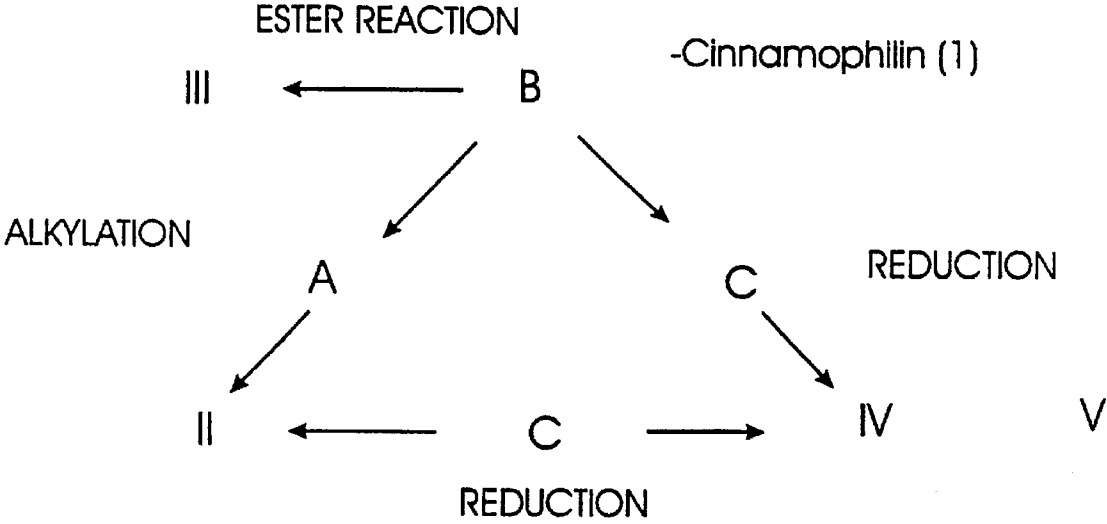 ESTER REACTION
-Cinnamophilin (1)
III
B
ALKYLATION
A
C
REDUCTION
II
C
IV
V
REDUCTION